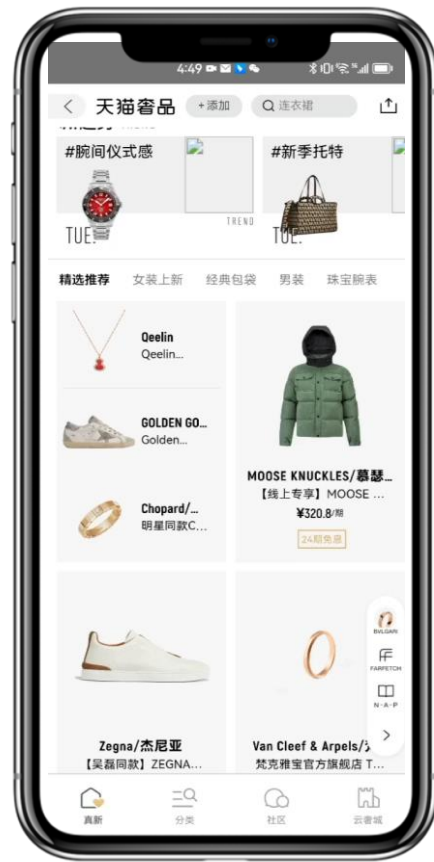 4:49
天猫奢品
+添加
连衣裙
TREND
#腕间仪式感
#新季托特
TREND
TUE.
TUE.
精选推荐 女装上新 经典包袋 男装 珠宝腕表
Qeelin
Qeelin...
GOLDEN GO...
Golden...
Chopard/...
明星同款C...
MOOSE KNUCKLES/慕瑟...
【线上专享】MOOSE ...
¥320.8/期
24期免息
BVLGARI
FARFETCH
N-A-P
Zegna/杰尼亚
【吴磊同款】ZEGNA...
Van Cleef & Arpels/
梵克雅宝官方旗舰店 T...
真新 分类 社区 云奢城